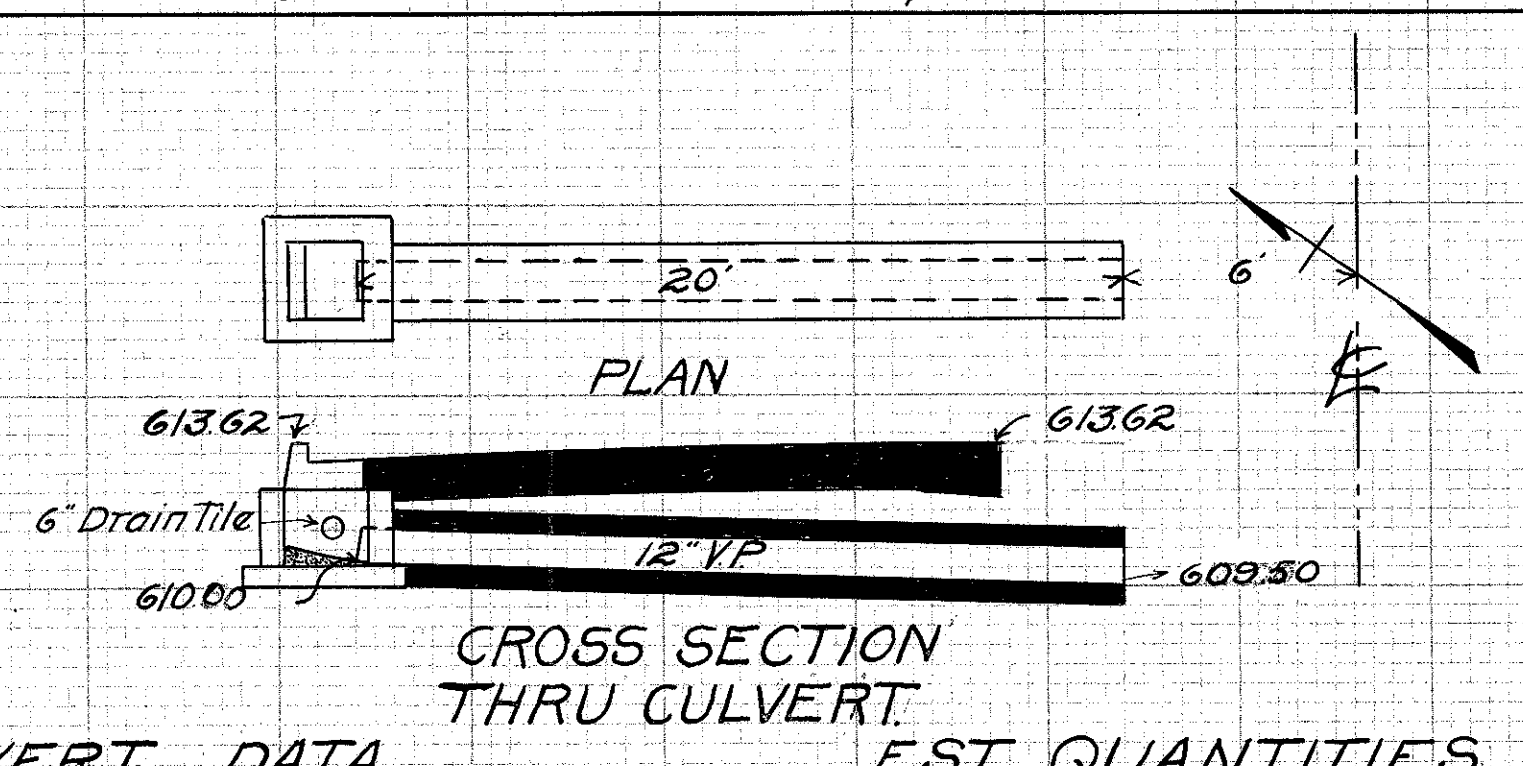 20'
6'
PLAN
℄
613.62
613.62
6" Drain Tile
12" V.P.
609.50
610.00
CROSS SECTION
THRU CULVERT.
VERT DATA
EST QUANTITIES